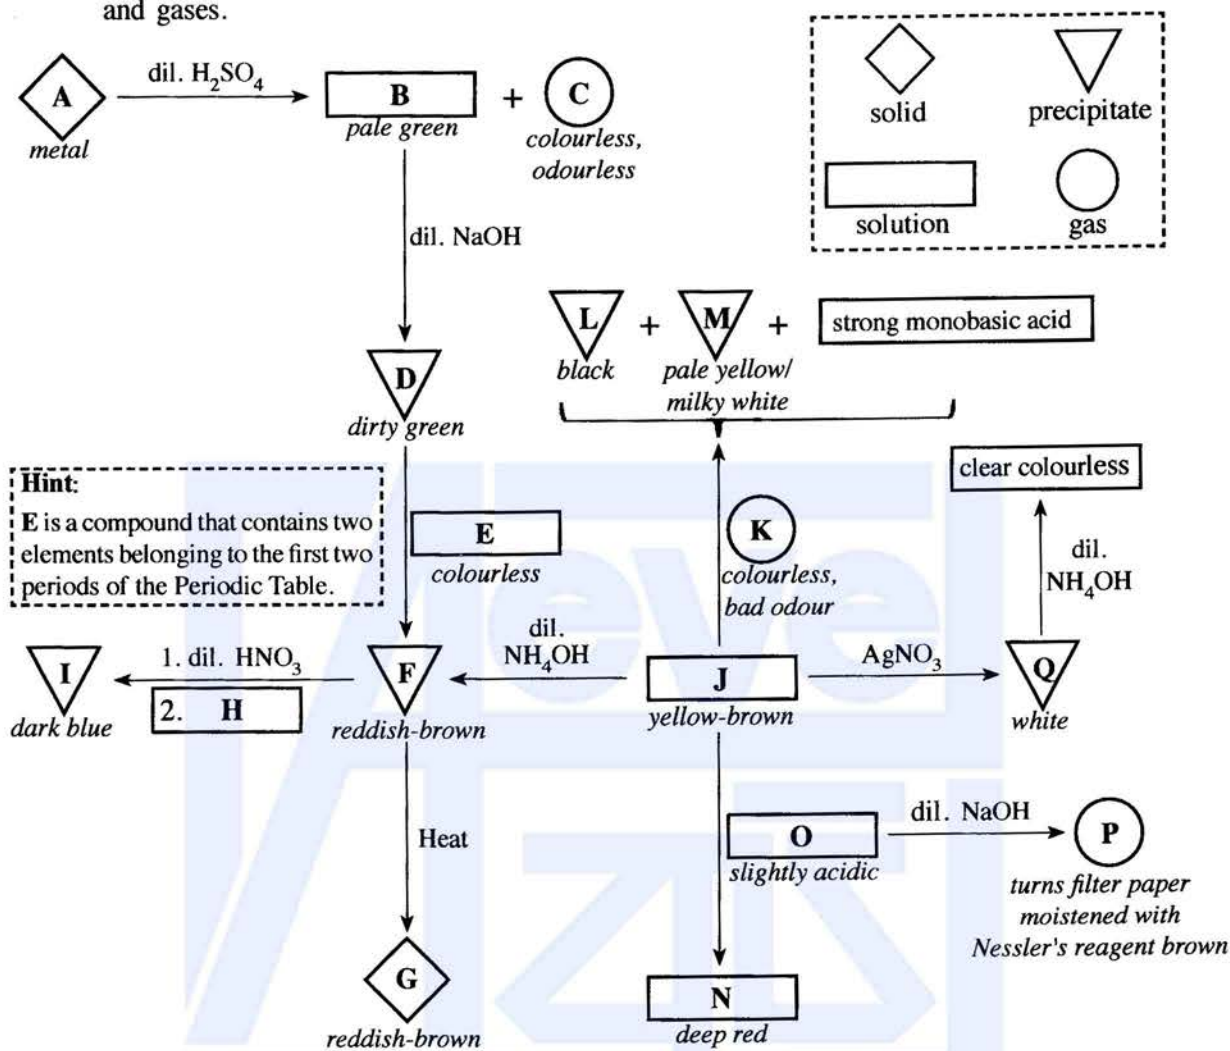 and gases.
A
dil. H₂SO₄
B
+
C
metal
pale green
colourless,
odourless
solid
precipitate
solution
gas
dil. NaOH
L
+
M
+
strong monobasic acid
black
pale yellow/
milky white
D
dirty green
Hint:
E is a compound that contains two
elements belonging to the first two
periods of the Periodic Table.
E
colourless
K
colourless,
bad odour
clear colourless
dil.
NH₄OH
I
dark blue
1. dil. HNO₃
2. H
F
reddish-brown
dil.
NH₄OH
J
yellow-brown
AgNO₃
Q
white
Heat
O
slightly acidic
dil. NaOH
P
turns filter paper
moistened with
Nessler's reagent brown
G
reddish-brown
N
deep red
A level